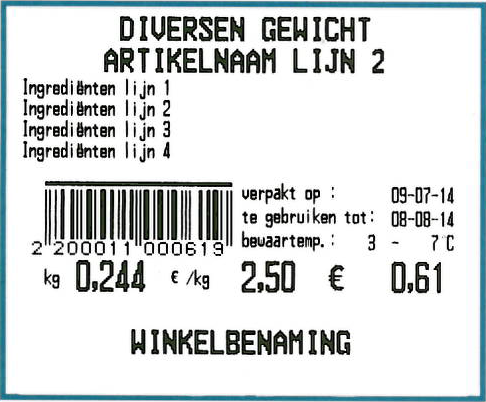 DIVERSEN GEWICHT
ARTIKELNAAM LIJN 2
Ingrediënten lijn 1
Ingrediënten lijn 2
Ingrediënten lijn 3
Ingrediënten lijn 4
verpakt op : 09-07-14
te gebruiken tot: 08-08-14
bewaartemp. : 3 - 7 C
2 200011 000619
kg 0,244 € /kg 2,50 € 0,61
WINKELBENAMING